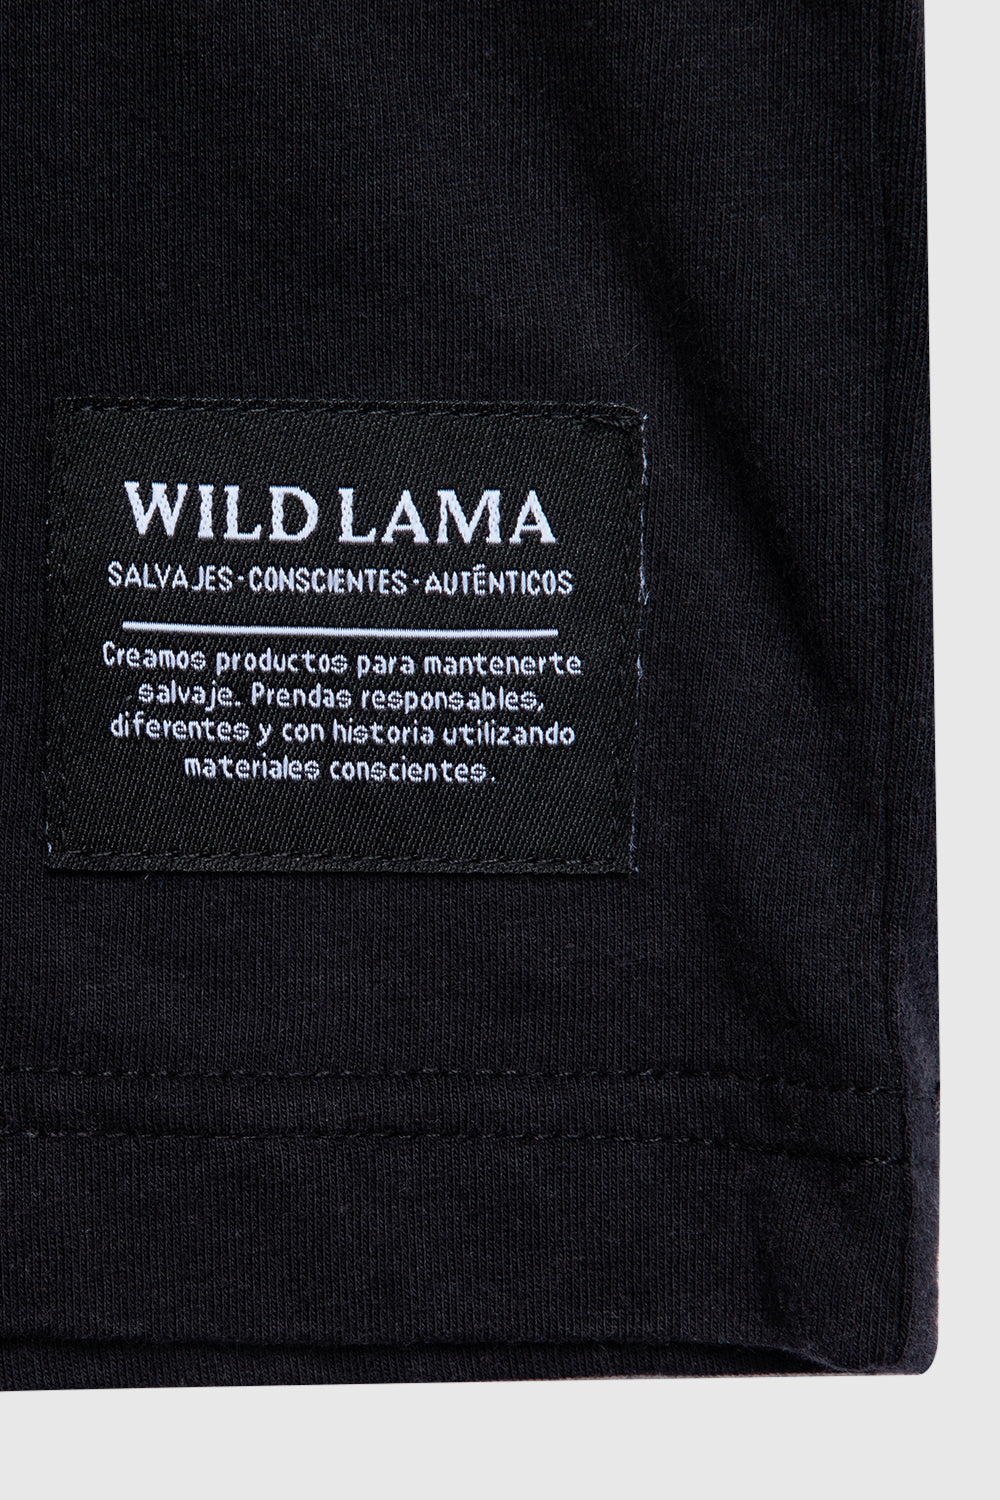 WILD LAMA
SALVAJES·CONSCIENTES·AUTÉNTICOS
Creamos productos para mantenerte
salvaje. Prendas responsables,
diferentes y con historia utilizando
materiales conscientes.